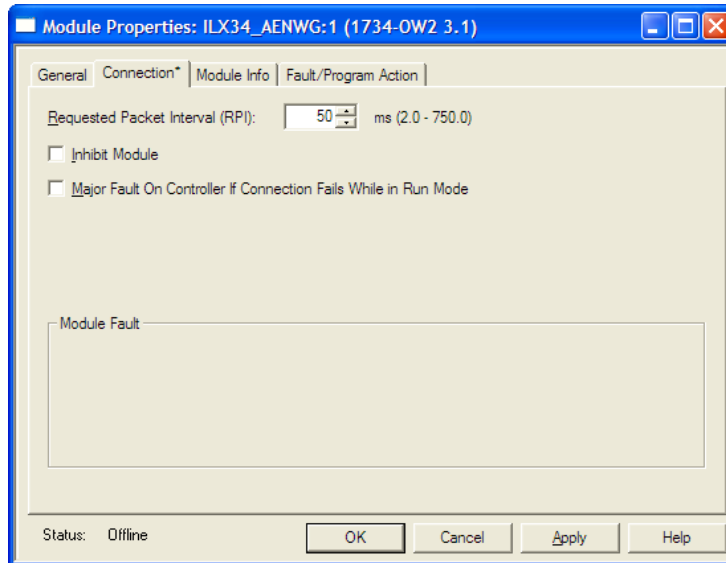 Module Properties: ILX34_AENWG:1 (1734-OW2 3.1)
General Connection* Module Info Fault/Program Action
Requested Packet Interval (RPI): 50 ms (2.0 - 750.0)
Inhibit Module
Major Fault On Controller If Connection Fails While in Run Mode
Module Fault
Status: Offline OK Cancel Apply Help